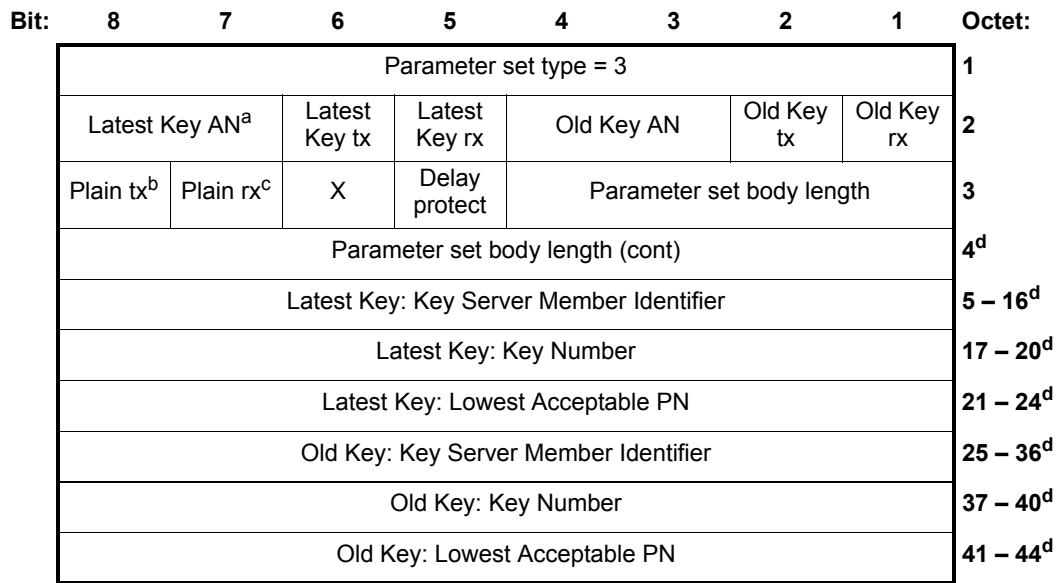 Bit: 8 7 6 5 4 3 2 1 Octet:
Parameter set type = 3 1
Latest Key ANa Latest Key tx Latest Key rx Old Key AN Old Key tx Old Key rx 2
Plain txb Plain rxc X Delay protect Parameter set body length 3
Parameter set body length (cont) 4d
Latest Key: Key Server Member Identifier 5 – 16d
Latest Key: Key Number 17 – 20d
Latest Key: Lowest Acceptable PN 21 – 24d
Old Key: Key Server Member Identifier 25 – 36d
Old Key: Key Number 37 – 40d
Old Key: Lowest Acceptable PN 41 – 44d